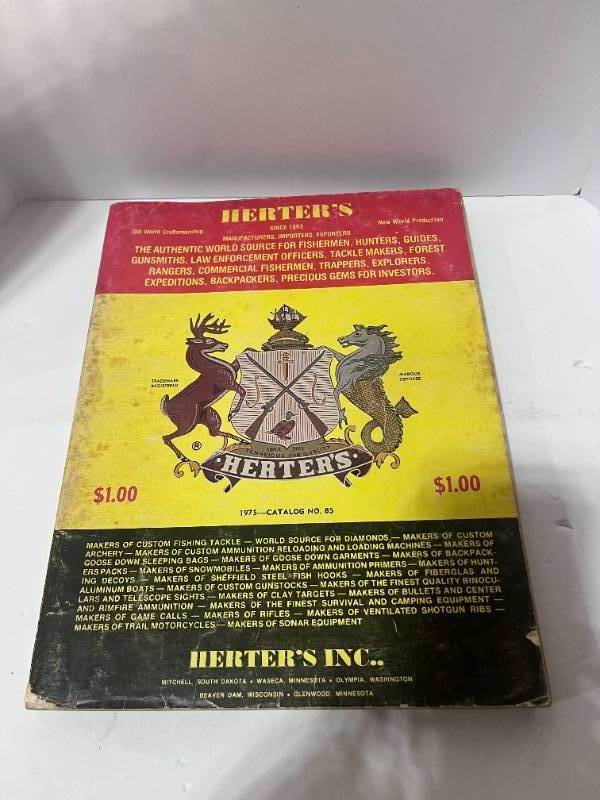 HERTER'S
Old World Craftsmanship
SINCE 1893
New World Production
MANUFACTURERS, IMPORTERS, EXPORTERS
THE AUTHENTIC WORLD SOURCE FOR FISHERMEN, HUNTERS, GUIDES,
GUNSMITHS, LAW ENFORCEMENT OFFICERS, TACKLE MAKERS, FOREST
RANGERS, COMMERCIAL FISHERMEN, TRAPPERS, EXPLORERS,
EXPEDITIONS, BACKPACKERS, PRECIOUS GEMS FOR INVESTORS.
TRADEMARK
REGISTERED
MARQUE
DEPOSEE
®
SINCE 1893
TENACIOUS FOR QUALITY
HERTER'S
$1.00
$1.00
1975—CATALOG NO. 85
MAKERS OF CUSTOM FISHING TACKLE — WORLD SOURCE FOR DIAMONDS — MAKERS OF CUSTOM
ARCHERY — MAKERS OF CUSTOM AMMUNITION RELOADING AND LOADING MACHINES — MAKERS OF
GOOSE DOWN SLEEPING BAGS — MAKERS OF GOOSE DOWN GARMENTS — MAKERS OF BACKPACK-
ERS PACKS — MAKERS OF SNOWMOBILES — MAKERS OF AMMUNITION PRIMERS — MAKERS OF HUNT-
ING DECOYS — MAKERS OF SHEFFIELD STEEL FISH HOOKS — MAKERS OF FIBERGLAS AND
ALUMINUM BOATS — MAKERS OF CUSTOM GUNSTOCKS — MAKERS OF THE FINEST QUALITY BINOCU-
LARS AND TELESCOPE SIGHTS — MAKERS OF CLAY TARGETS — MAKERS OF BULLETS AND CENTER
AND RIMFIRE AMMUNITION — MAKERS OF THE FINEST SURVIVAL AND CAMPING EQUIPMENT —
MAKERS OF GAME CALLS — MAKERS OF RIFLES — MAKERS OF VENTILATED SHOTGUN RIBS —
MAKERS OF TRAIL MOTORCYCLES — MAKERS OF SONAR EQUIPMENT
HERTER'S INC..
MITCHELL, SOUTH DAKOTA • WASECA, MINNESOTA • OLYMPIA, WASHINGTON
BEAVER DAM, WISCONSIN • GLENWOOD, MINNESOTA